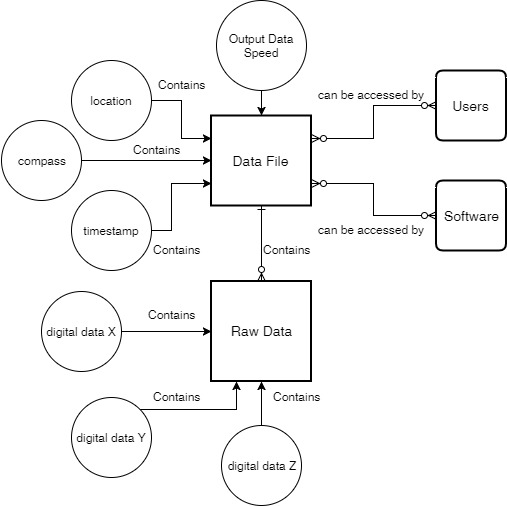 Output Data
Speed
Contains
location
can be accessed by
Users
Contains
compass
Data File
timestamp
Contains
Software
can be accessed by
Contains
Contains
digital data X
Raw Data
Contains
Contains
digital data Y
digital data Z